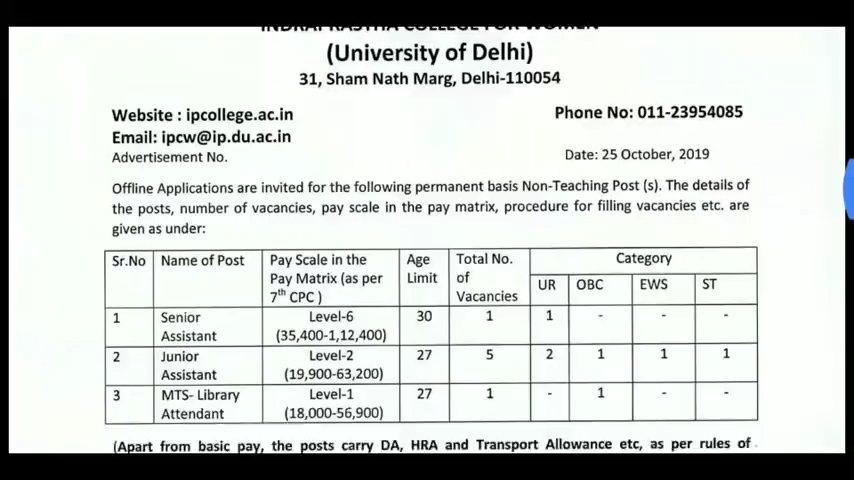 INDRAPRASTHA COLLEGE FOR WOMEN
(University of Delhi)
31, Sham Nath Marg, Delhi-110054
Website : ipcollege.ac.in
Phone No: 011-23954085
Email: ipcw@ip.du.ac.in
Advertisement No.
Date: 25 October, 2019
Offline Applications are invited for the following permanent basis Non-Teaching Post (s). The details of
the posts, number of vacancies, pay scale in the pay matrix, procedure for filling vacancies etc. are
given as under:
Sr.No Name of Post Pay Scale in the Pay Matrix (as per 7th CPC ) Age Limit Total No. of Vacancies Category
UR OBC EWS ST
1 Senior Assistant Level-6 (35,400-1,12,400) 30 1 1 - - -
2 Junior Assistant Level-2 (19,900-63,200) 27 5 2 1 1 1
3 MTS- Library Attendant Level-1 (18,000-56,900) 27 1 - 1 - -
(Apart from basic pay, the posts carry DA, HRA and Transport Allowance etc, as per rules of